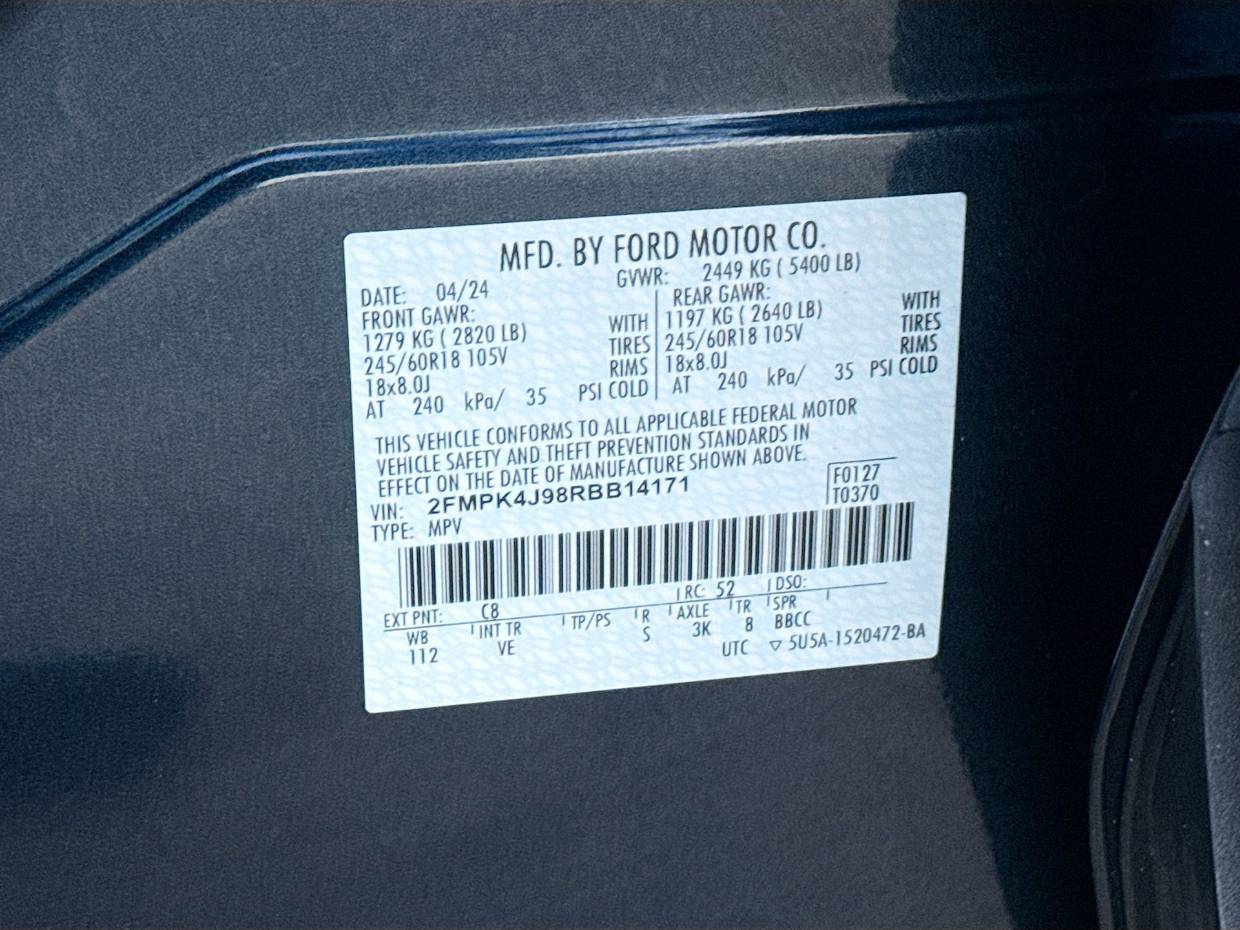 MFD. BY FORD MOTOR CO.
DATE: 04/24 GVWR: 2449 KG ( 5400 LB)
FRONT GAWR: REAR GAWR:
1279 KG ( 2820 LB) WITH 1197 KG ( 2640 LB) WITH
245/60R18 105V TIRES 245/60R18 105V TIRES
18x8.0J RIMS 18x8.0J RIMS
AT 240 kPa/ 35 PSI COLD AT 240 kPa/ 35 PSI COLD
THIS VEHICLE CONFORMS TO ALL APPLICABLE FEDERAL MOTOR
VEHICLE SAFETY AND THEFT PREVENTION STANDARDS IN
EFFECT ON THE DATE OF MANUFACTURE SHOWN ABOVE.
VIN: 2FMPK4J98RBB14171 F0127
TYPE: MPV T0370
EXT PNT: C8 RC: 52 DSO:
WB INT TR TP/PS R AXLE TR SPR
112 VE S 3K 8 BBCC
UTC ▽ 5U5A-1520472-BA